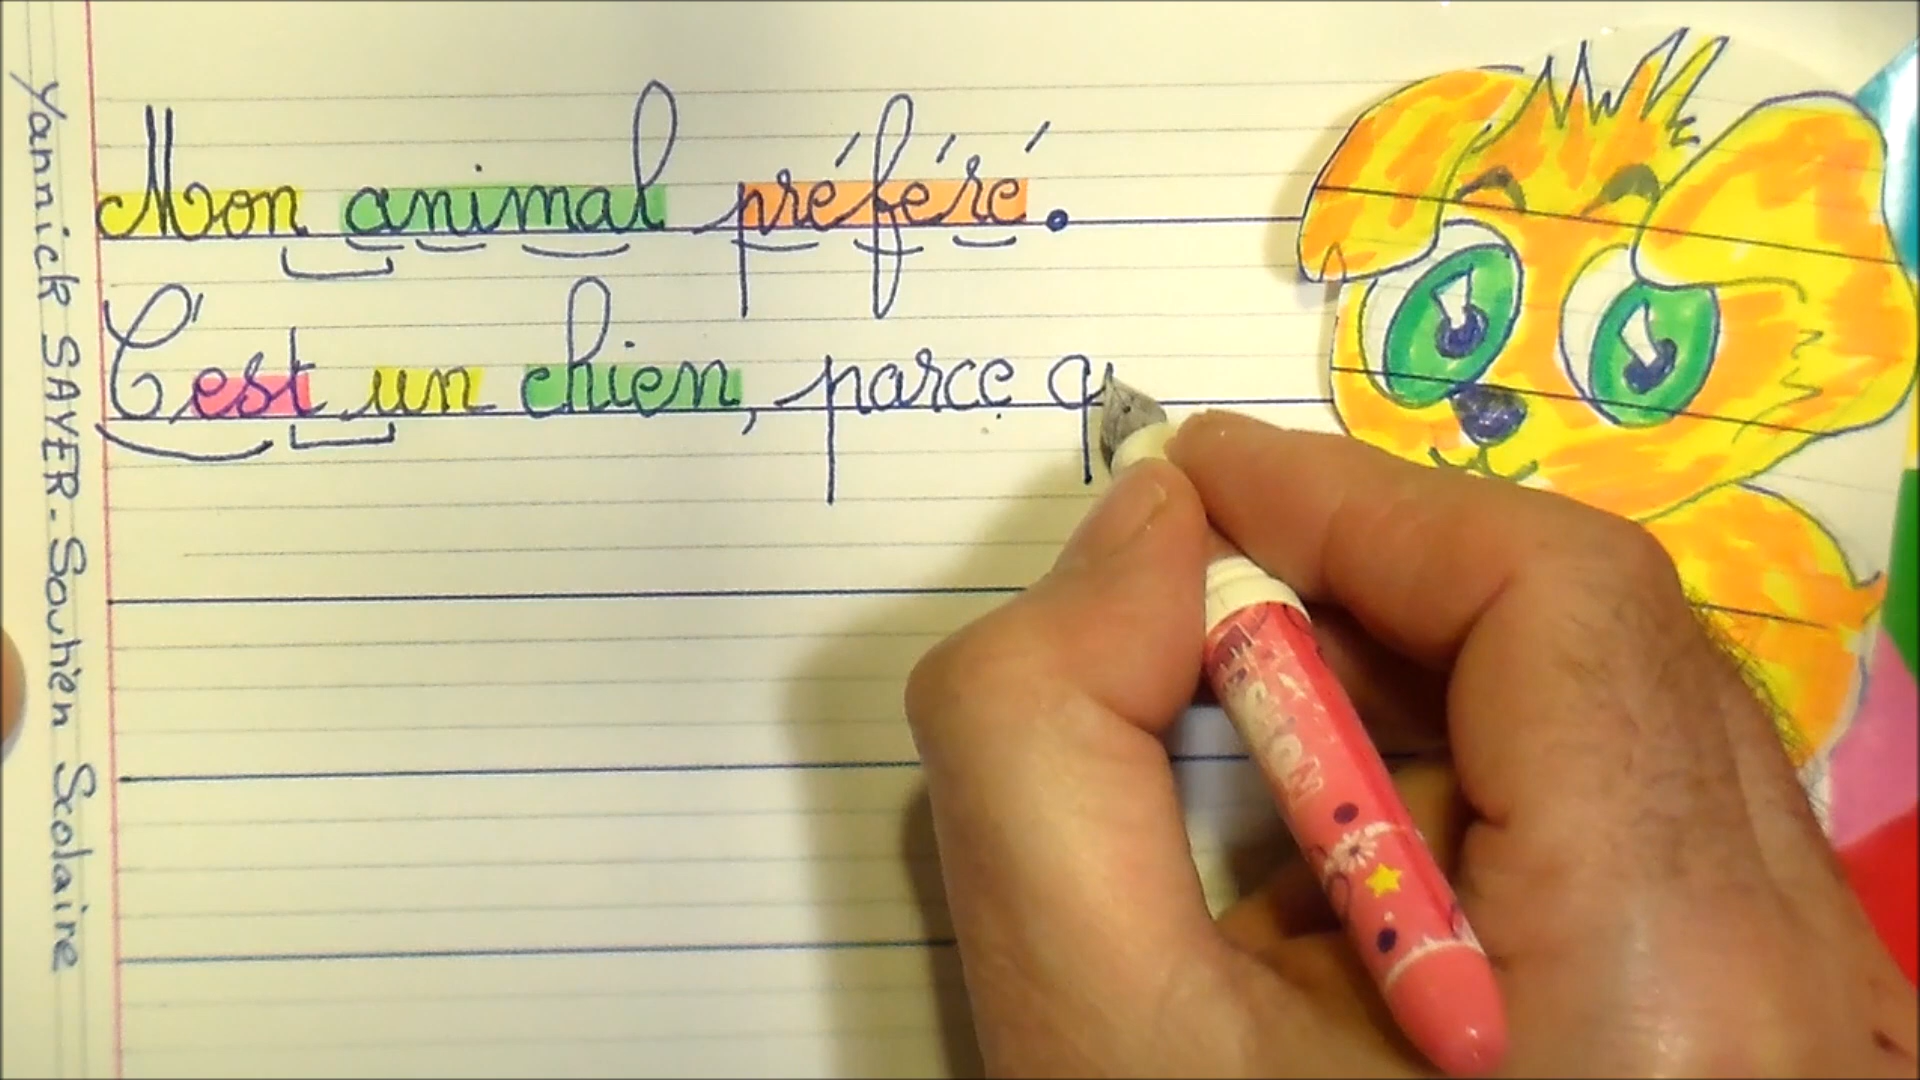 Mon animal préféré.
C'est un chien, parce q
Yannick SAYER - Soutien Scolaire